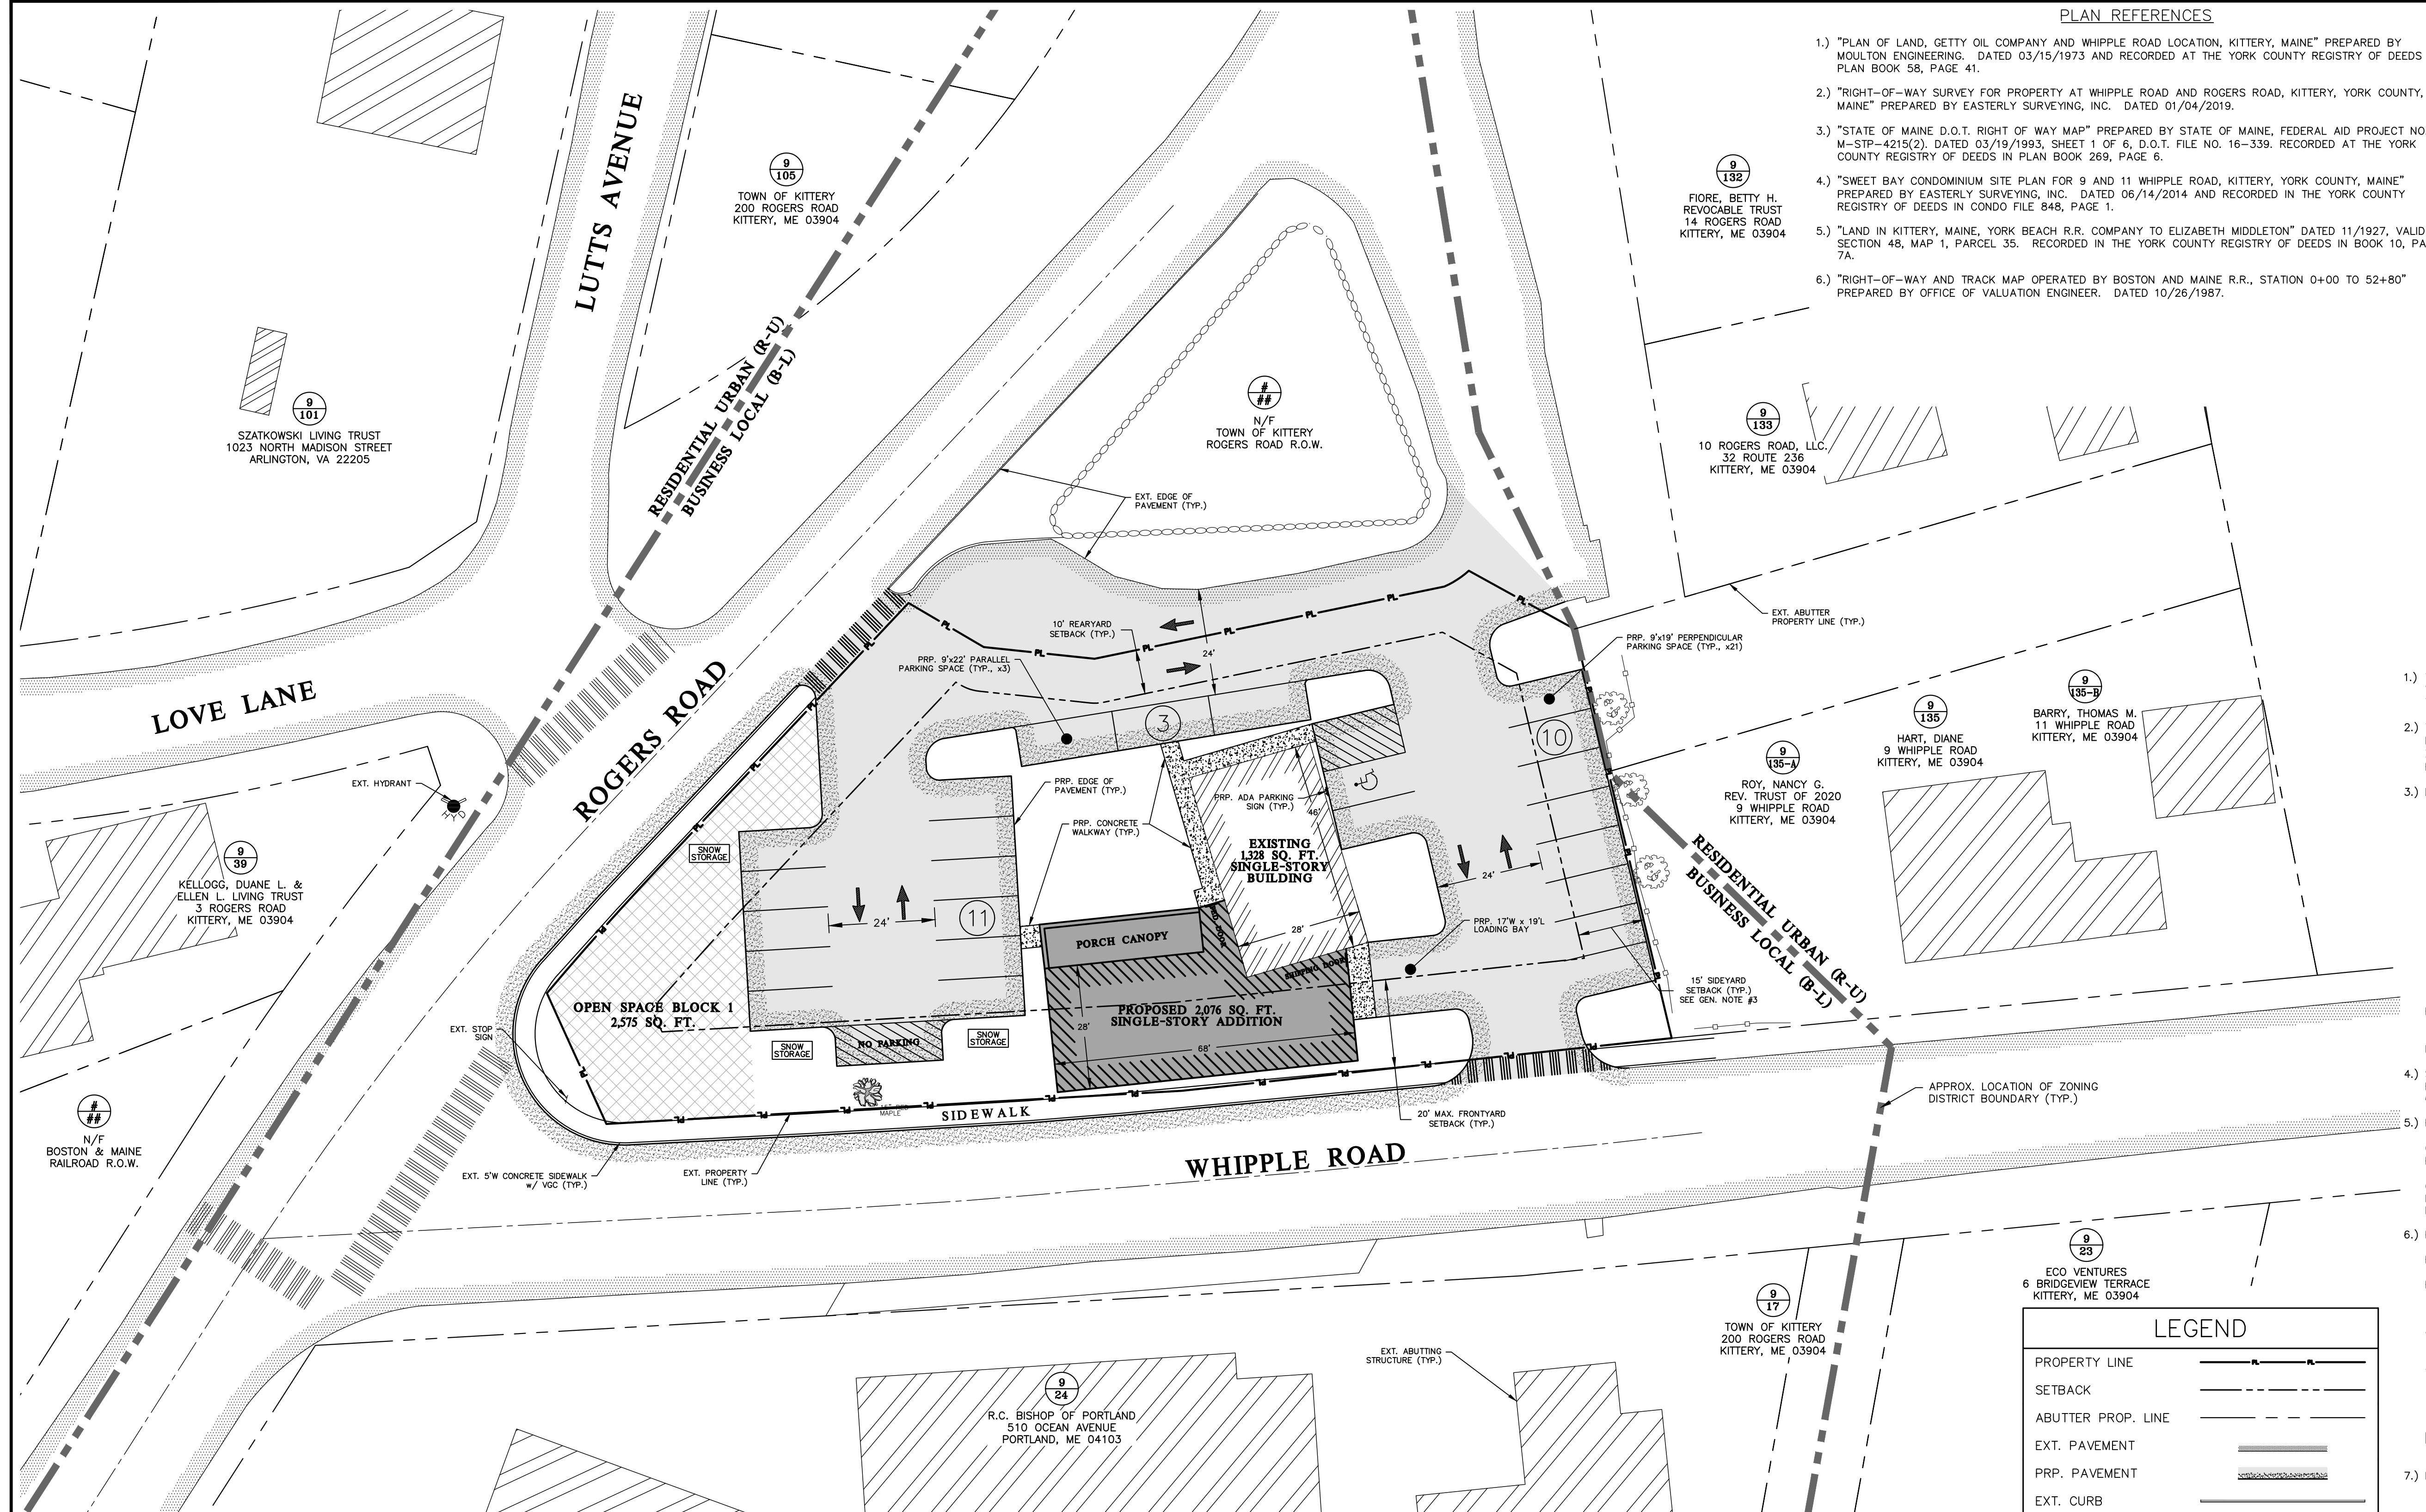 PLAN REFERENCES
1.) "PLAN OF LAND, GETTY OIL COMPANY AND WHIPPLE ROAD LOCATION, KITTERY, MAINE" PREPARED BY
MOULTON ENGINEERING. DATED 03/15/1973 AND RECORDED AT THE YORK COUNTY REGISTRY OF DEEDS
PLAN BOOK 58, PAGE 41.
2.) "RIGHT-OF-WAY SURVEY FOR PROPERTY AT WHIPPLE ROAD AND ROGERS ROAD, KITTERY, YORK COUNTY,
MAINE" PREPARED BY EASTERLY SURVEYING, INC. DATED 01/04/2019.
3.) "STATE OF MAINE D.O.T. RIGHT OF WAY MAP" PREPARED BY STATE OF MAINE, FEDERAL AID PROJECT NO
M-STP-4215(2). DATED 03/19/1993, SHEET 1 OF 6, D.O.T. FILE NO. 16-339. RECORDED AT THE YORK
COUNTY REGISTRY OF DEEDS IN PLAN BOOK 269, PAGE 6.
4.) "SWEET BAY CONDOMINIUM SITE PLAN FOR 9 AND 11 WHIPPLE ROAD, KITTERY, YORK COUNTY, MAINE"
PREPARED BY EASTERLY SURVEYING, INC. DATED 06/14/2014 AND RECORDED IN THE YORK COUNTY
REGISTRY OF DEEDS IN CONDO FILE 848, PAGE 1.
5.) "LAND IN KITTERY, MAINE, YORK BEACH R.R. COMPANY TO ELIZABETH MIDDLETON" DATED 11/1927, VALID
SECTION 48, MAP 1, PARCEL 35. RECORDED IN THE YORK COUNTY REGISTRY OF DEEDS IN BOOK 10, PA
7A.
6.) "RIGHT-OF-WAY AND TRACK MAP OPERATED BY BOSTON AND MAINE R.R., STATION 0+00 TO 52+80"
PREPARED BY OFFICE OF VALUATION ENGINEER. DATED 10/26/1987.
LUTTS AVENUE
9
105
TOWN OF KITTERY
200 ROGERS ROAD
KITTERY, ME 03904
9
132
FIORE, BETTY H.
REVOCABLE TRUST
14 ROGERS ROAD
KITTERY, ME 03904
RESIDENTIAL URBAN (R-U)
BUSINESS LOCAL (B-L)
9
101
SZATKOWSKI LIVING TRUST
1023 NORTH MADISON STREET
ARLINGTON, VA 22205
#
##
N/F
TOWN OF KITTERY
ROGERS ROAD R.O.W.
9
133
10 ROGERS ROAD, LLC.
32 ROUTE 236
KITTERY, ME 03904
EXT. EDGE OF
PAVEMENT (TYP.)
EXT. ABUTTER
PROPERTY LINE (TYP.)
10' REARYARD
SETBACK (TYP.)
24'
PRP. 9'x22' PARALLEL
PARKING SPACE (TYP., x3)
PRP. 9'x19' PERPENDICULAR
PARKING SPACE (TYP., x21)
LOVE LANE
ROGERS ROAD
EXT. HYDRANT
HYD
3
10
PRP. EDGE OF
PAVEMENT (TYP.)
PRP. ADA PARKING
SIGN (TYP.)
46'
PRP. CONCRETE
WALKWAY (TYP.)
9
135-B
BARRY, THOMAS M.
11 WHIPPLE ROAD
KITTERY, ME 03904
9
135
HART, DIANE
9 WHIPPLE ROAD
KITTERY, ME 03904
9
135-A
ROY, NANCY G.
REV. TRUST OF 2020
9 WHIPPLE ROAD
KITTERY, ME 03904
1.)
2.)
3.)
9
39
KELLOGG, DUANE L. &
ELLEN L. LIVING TRUST
3 ROGERS ROAD
KITTERY, ME 03904
SNOW
STORAGE
EXISTING
1,328 SQ. FT.
SINGLE-STORY
BUILDING
24'
11
24'
28'
PRP. 17'W x 19'L
LOADING BAY
PORCH CANOPY
SHIPPING DOOR
RESIDENTIAL URBAN (R-U)
BUSINESS LOCAL (B-L)
15' SIDEYARD
SETBACK (TYP.)
SEE GEN. NOTE #3
OPEN SPACE BLOCK 1
2,575 SQ. FT.
EXT. STOP
SIGN
PROPOSED 2,076 SQ. FT.
SINGLE-STORY ADDITION
28'
68'
SNOW
STORAGE
NO PARKING
SNOW
STORAGE
MAPLE
SIDEWALK
20' MAX. FRONTYARD
SETBACK (TYP.)
APPROX. LOCATION OF ZONING
DISTRICT BOUNDARY (TYP.)
4.)
5.)
#
##
N/F
BOSTON & MAINE
RAILROAD R.O.W.
EXT. 5'W CONCRETE SIDEWALK
w/ VGC (TYP.)
EXT. PROPERTY
LINE (TYP.)
WHIPPLE ROAD
6.)
9
23
ECO VENTURES
6 BRIDGEVIEW TERRACE
KITTERY, ME 03904
9
17
TOWN OF KITTERY
200 ROGERS ROAD
KITTERY, ME 03904
EXT. ABUTTING
STRUCTURE (TYP.)
9
24
R.C. BISHOP OF PORTLAND
510 OCEAN AVENUE
PORTLAND, ME 04103
LEGEND
PROPERTY LINE
SETBACK
ABUTTER PROP. LINE
EXT. PAVEMENT
PRP. PAVEMENT
EXT. CURB
7.)